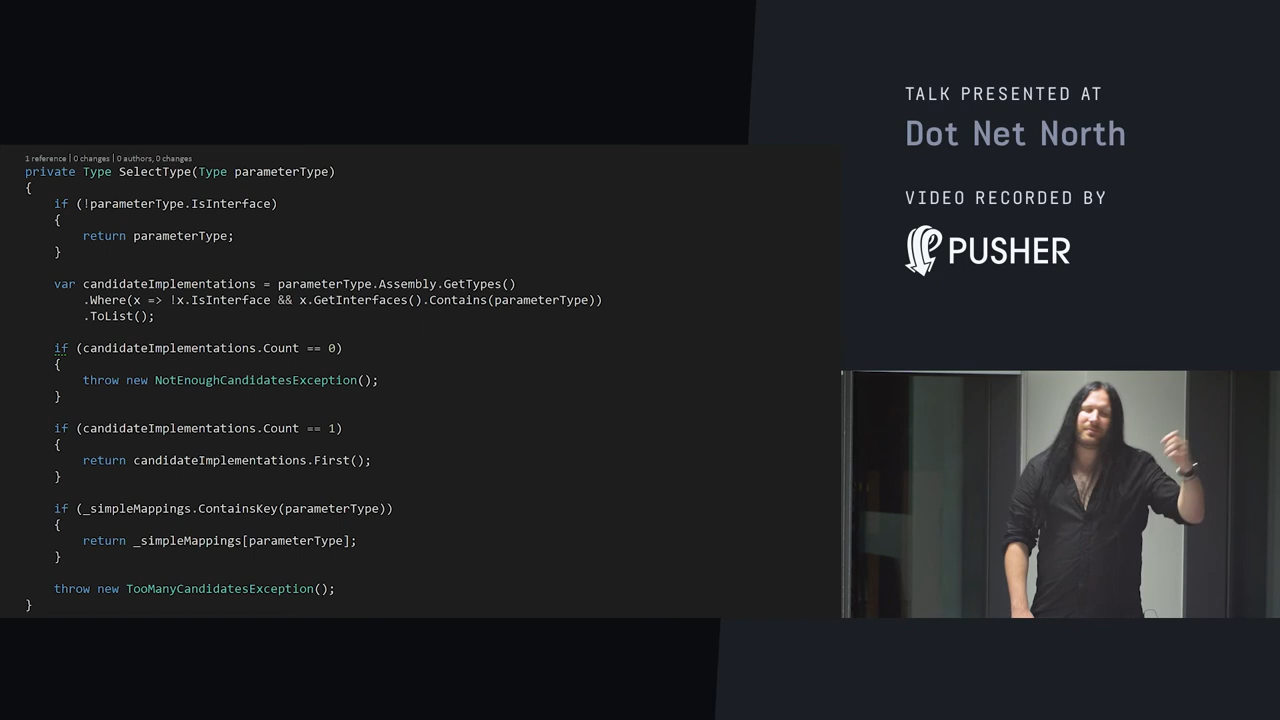 1 reference | 0 changes | 0 authors, 0 changes
private Type SelectType(Type parameterType)
{
    if (!parameterType.IsInterface)
    {
        return parameterType;
    }
    var candidateImplementations = parameterType.Assembly.GetTypes()
        .Where(x => !x.IsInterface && x.GetInterfaces().Contains(parameterType))
        .ToList();
    if (candidateImplementations.Count == 0)
    {
        throw new NotEnoughCandidatesException();
    }
    if (candidateImplementations.Count == 1)
    {
        return candidateImplementations.First();
    }
    if (_simpleMappings.ContainsKey(parameterType))
    {
        return _simpleMappings[parameterType];
    }
    throw new TooManyCandidatesException();
}
TALK PRESENTED AT
Dot Net North
VIDEO RECORDED BY
PUSHER